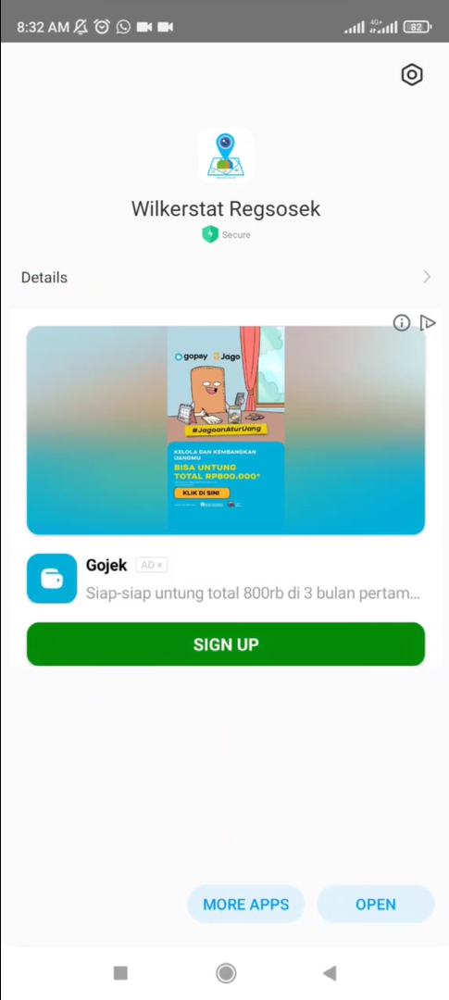 8:32 AM
4G+
82
Wilkerstat Regsosek
Secure
Details
gopay Jago
#JagoanAturUang
KELOLA DAN KEMBANGKAN
UANGMU
BISA UNTUNG
TOTAL RP800.000*
KLIK DI SINI
Gojek AD ×
Siap-siap untung total 800rb di 3 bulan pertam...
SIGN UP
MORE APPS
OPEN